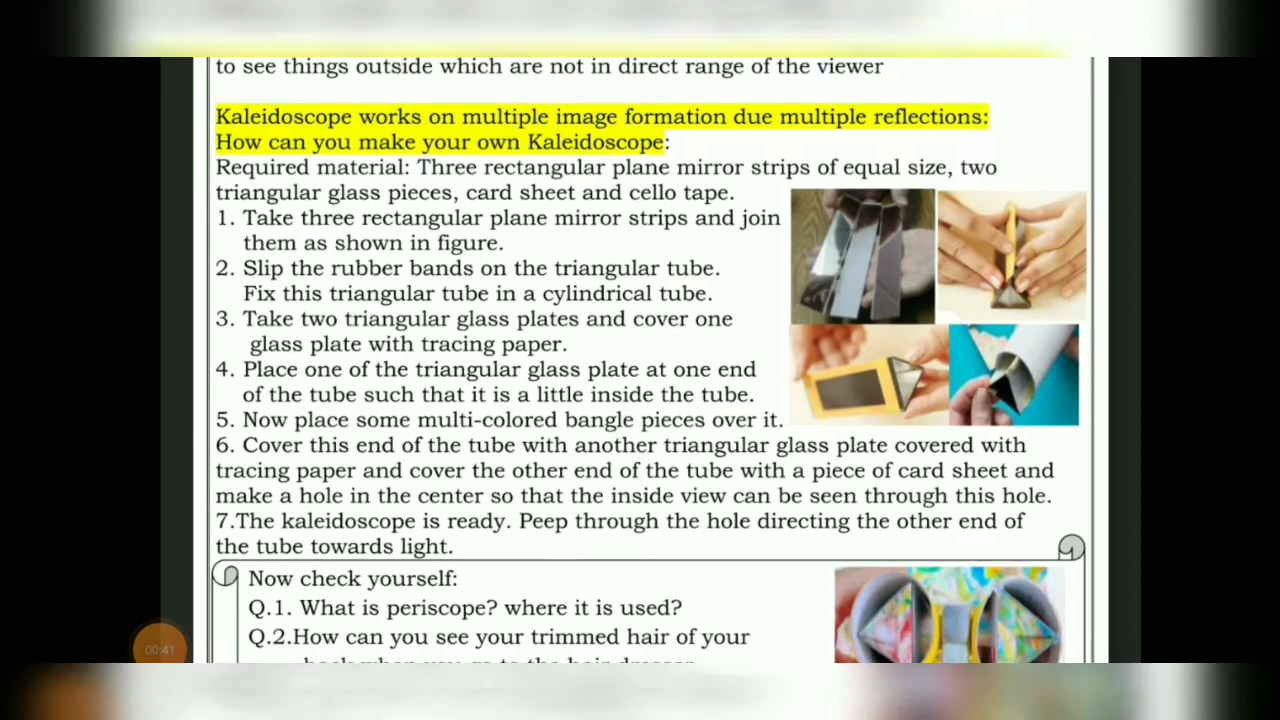 to see things outside which are not in direct range of the viewer
Kaleidoscope works on multiple image formation due multiple reflections:
How can you make your own Kaleidoscope:
Required material: Three rectangular plane mirror strips of equal size, two
triangular glass pieces, card sheet and cello tape.
1. Take three rectangular plane mirror strips and join
them as shown in figure.
2. Slip the rubber bands on the triangular tube.
Fix this triangular tube in a cylindrical tube.
3. Take two triangular glass plates and cover one
glass plate with tracing paper.
4. Place one of the triangular glass plate at one end
of the tube such that it is a little inside the tube.
5. Now place some multi-colored bangle pieces over it.
6. Cover this end of the tube with another triangular glass plate covered with
tracing paper and cover the other end of the tube with a piece of card sheet and
make a hole in the center so that the inside view can be seen through this hole.
7.The kaleidoscope is ready. Peep through the hole directing the other end of
the tube towards light.
Now check yourself:
Q.1. What is periscope? where it is used?
Q.2.How can you see your trimmed hair of your
00:41